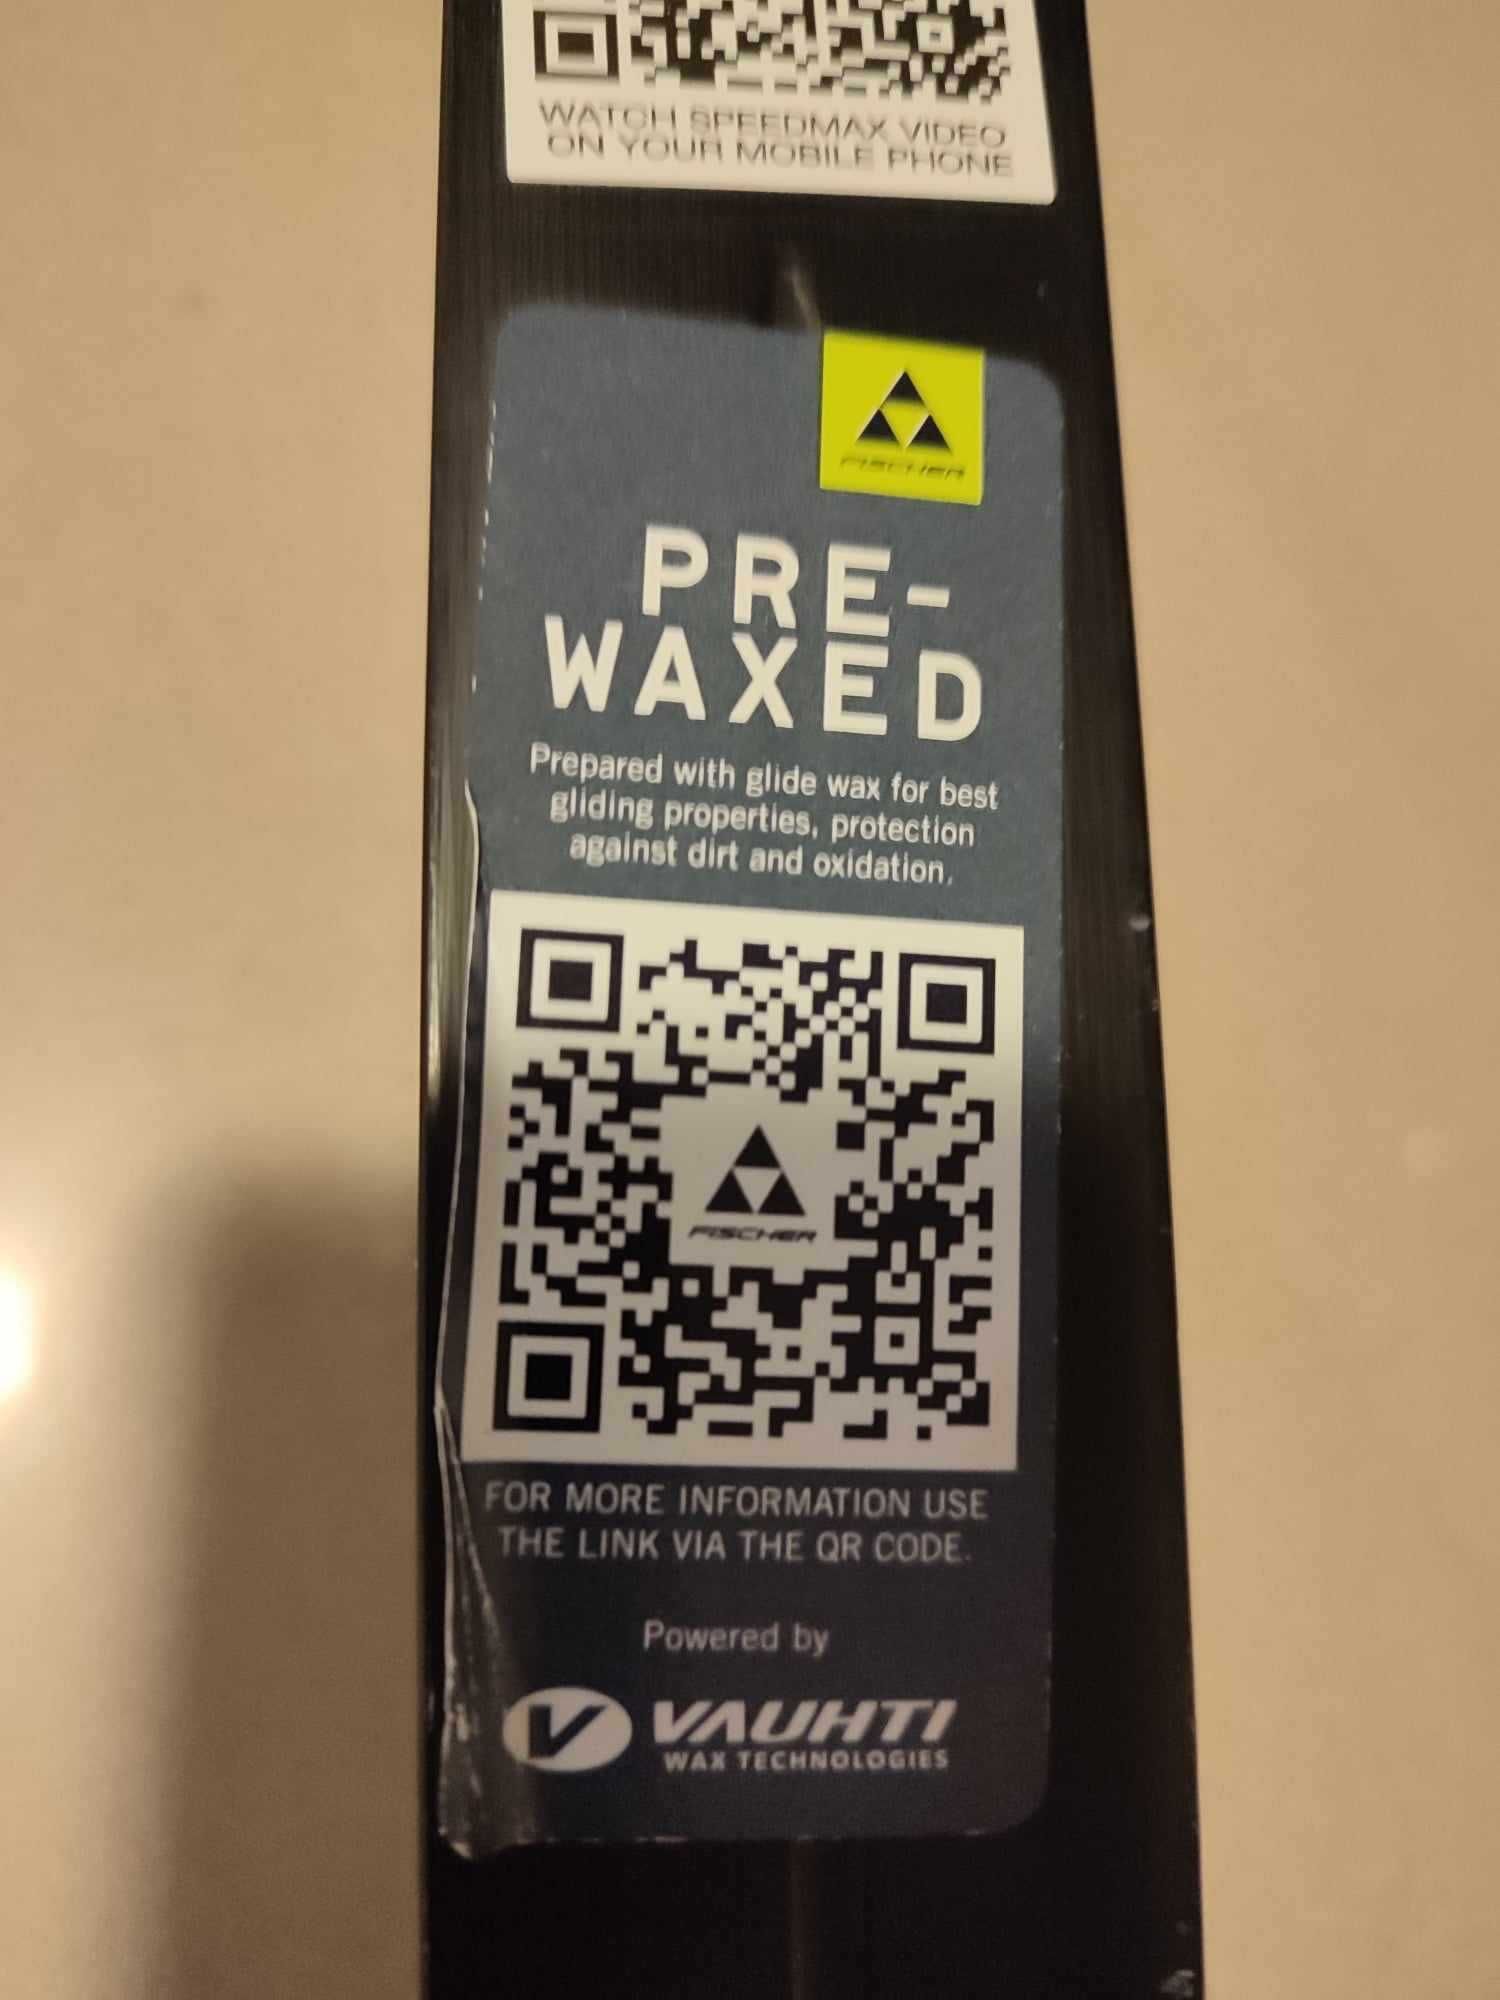 WATCH SPEEDMAX VIDEO
ON YOUR MOBILE PHONE
FISCHER
PRE-
WAXED
Prepared with glide wax for best
gliding properties, protection
against dirt and oxidation.
FISCHER
FOR MORE INFORMATION USE
THE LINK VIA THE QR CODE.
Powered by
V VAUHTI
WAX TECHNOLOGIES